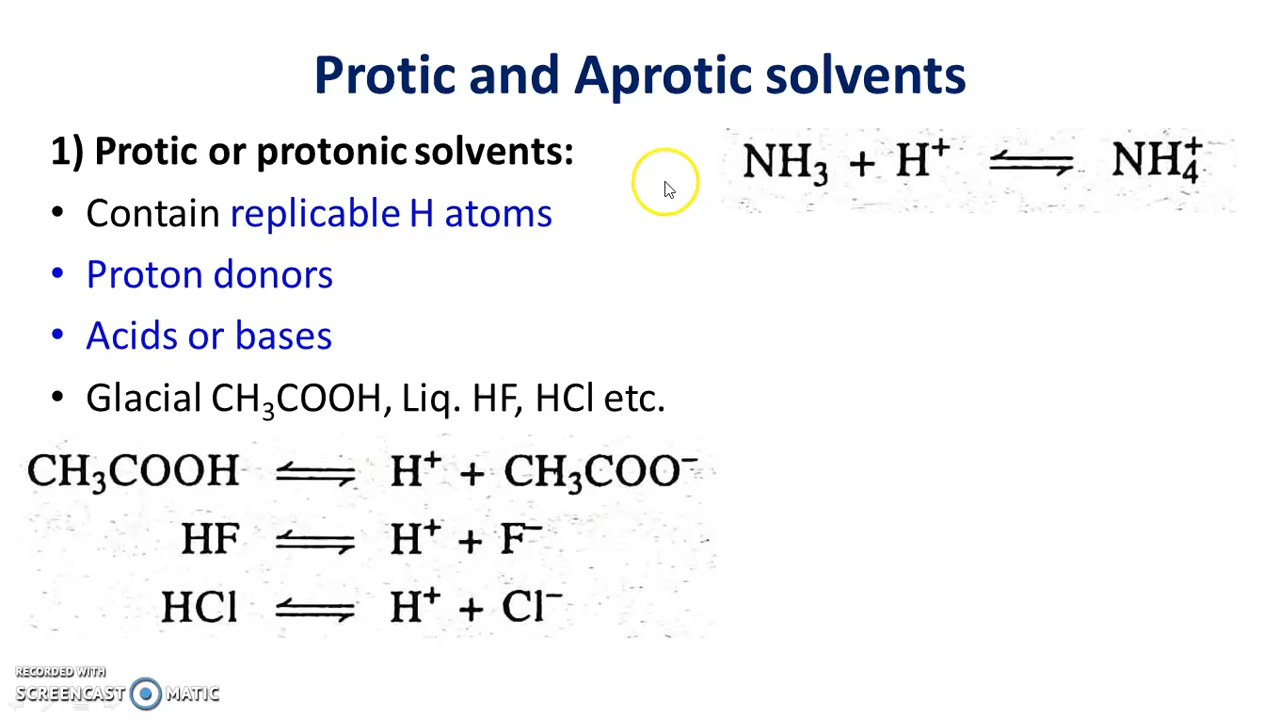 Protic and Aprotic solvents
1) Protic or protonic solvents:
• Contain replicable H atoms
• Proton donors
• Acids or bases
• Glacial CH₃COOH, Liq. HF, HCl etc.
CH₃COOH ⇌ H⁺ + CH₃COO⁻
HF ⇌ H⁺ + F⁻
HCl ⇌ H⁺ + Cl⁻
NH₃ + H⁺ ⇌ NH₄⁺
RECORDED WITH
SCREENCAST MATIC